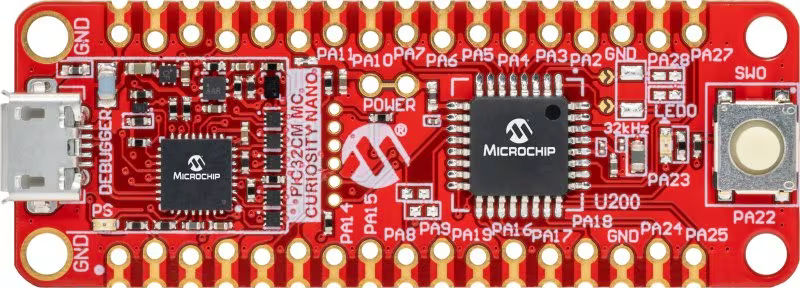 GND
PA11
PA10
PA7
PA6
PA5
PA4
PA3
PA2
GND
PA28
PA27
SW0
POWER
LED0
32kHz
DEBUGGER
PIC32CM MC
CURIOSITY NANO
®
MICROCHIP
MICROCHIP
PA23
PS
U200
PA22
GND
PA14
PA15
PA8
PA9
PA19
PA16
PA17
PA18
GND
PA24
PA25